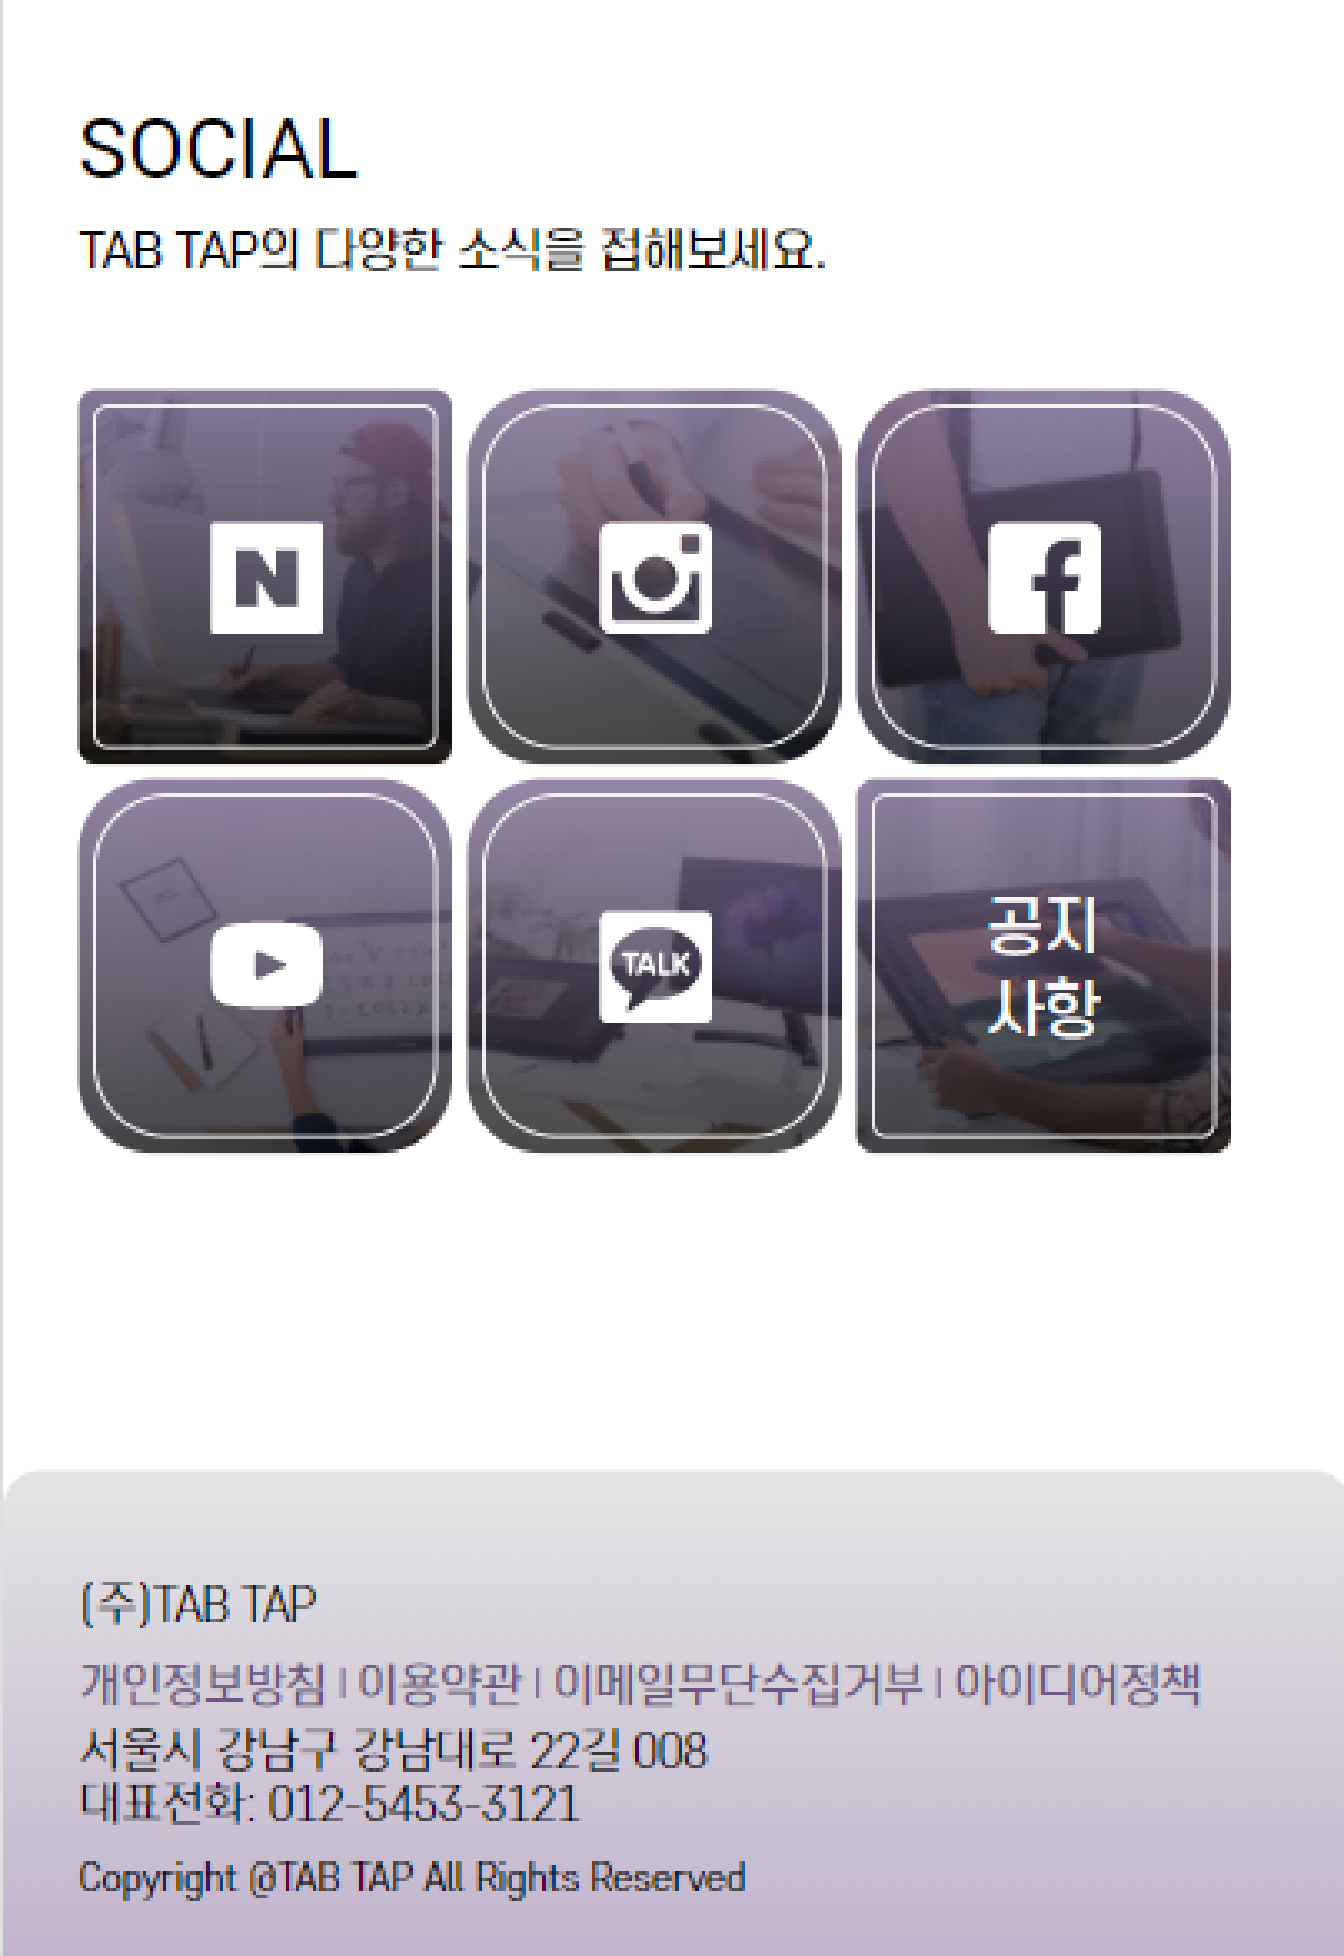 SOCIAL
TAB TAP의 다양한 소식을 접해보세요.
N
f
TALK
공지
사항
(주)TAB TAP
개인정보방침 | 이용약관 | 이메일무단수집거부 | 아이디어정책
서울시 강남구 강남대로 22길 008
대표전화: 012-5453-3121
Copyright @TAB TAP All Rights Reserved